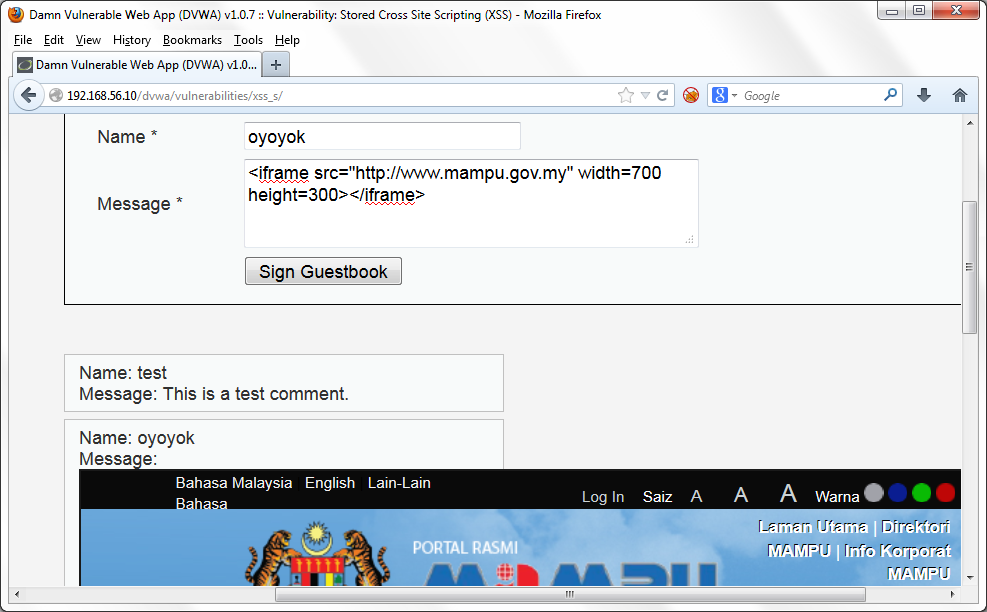 Damn Vulnerable Web App (DVWA) v1.0.7 :: Vulnerability: Stored Cross Site Scripting (XSS) - Mozilla Firefox
File Edit View History Bookmarks Tools Help
Damn Vulnerable Web App (DVWA) v1.0...
192.168.56.10/dvwa/vulnerabilities/xss_s/
Google
Name *
oyoyok
Message *
<iframe src="http://www.mampu.gov.my" width=700
height=300></iframe>
Sign Guestbook
Name: test
Message: This is a test comment.
Name: oyoyok
Message:
Bahasa Malaysia English Lain-Lain
Bahasa
Log In Saiz A A A Warna
Laman Utama | Direktori
MAMPU | Info Korporat
MAMPU
PORTAL RASMI
MAMPU